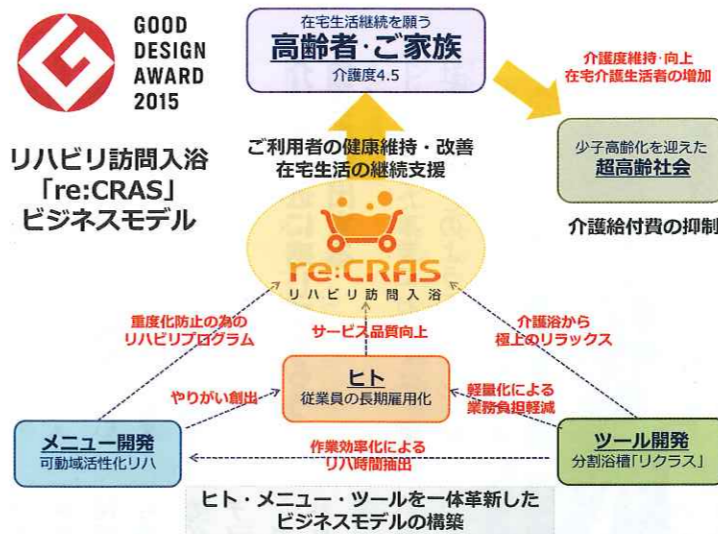 GOOD
DESIGN
AWARD
2015
リハビリ訪問入浴
「re:CRAS」
ビジネスモデル
在宅生活継続を願う
高齢者・ご家族
介護度4.5
介護度維持・向上
在宅介護生活者の増加
少子高齢化を迎えた
超高齢社会
介護給付費の抑制
ご利用者の健康維持・改善
在宅生活の継続支援
re:CRAS
リハビリ訪問入浴
重度化防止の為の
リハビリプログラム
サービス品質向上
介護浴から
極上のリラックス
ヒト
従業員の長期雇用化
やりがい創出
軽量化による
業務負担軽減
メニュー開発
可動域活性化リハ
作業効率化による
リハ時間抽出
ツール開発
分割浴槽「リクラス」
ヒト・メニュー・ツールを一体革新した
ビジネスモデルの構築